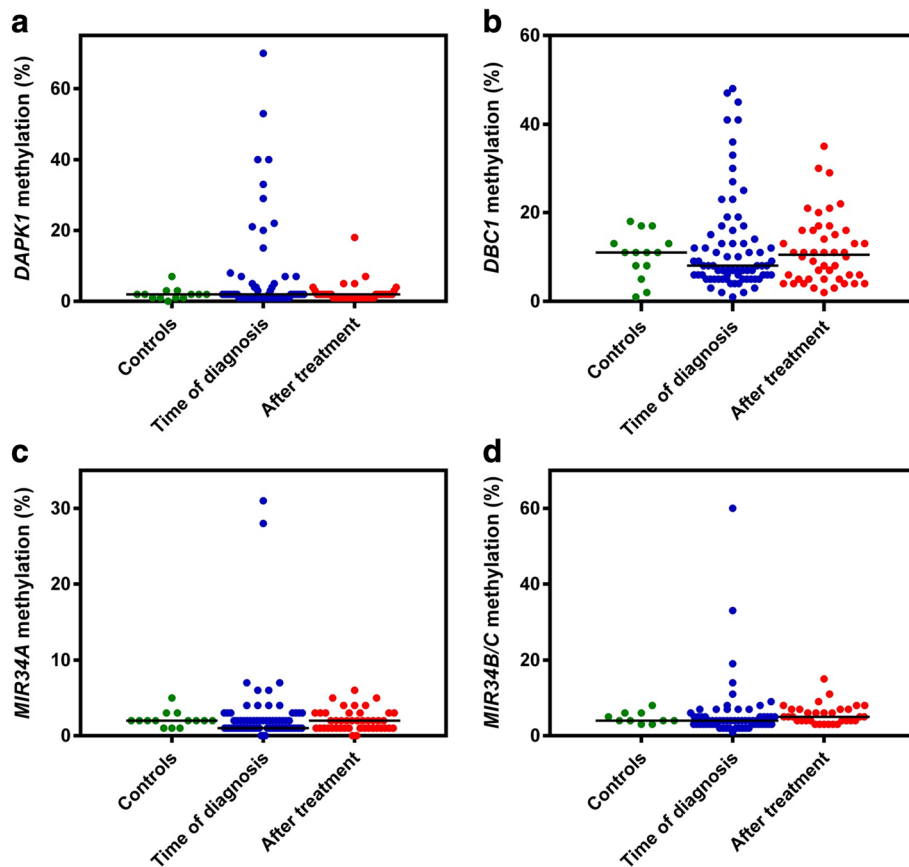 a
DAPK1 methylation (%)
60
40
20
0
Controls
Time of diagnosis
After treatment
b
DBC1 methylation (%)
60
40
20
0
Controls
Time of diagnosis
After treatment
c
MIR34A methylation (%)
30
20
10
0
Controls
Time of diagnosis
After treatment
d
MIR34B/C methylation (%)
60
40
20
0
Controls
Time of diagnosis
After treatment